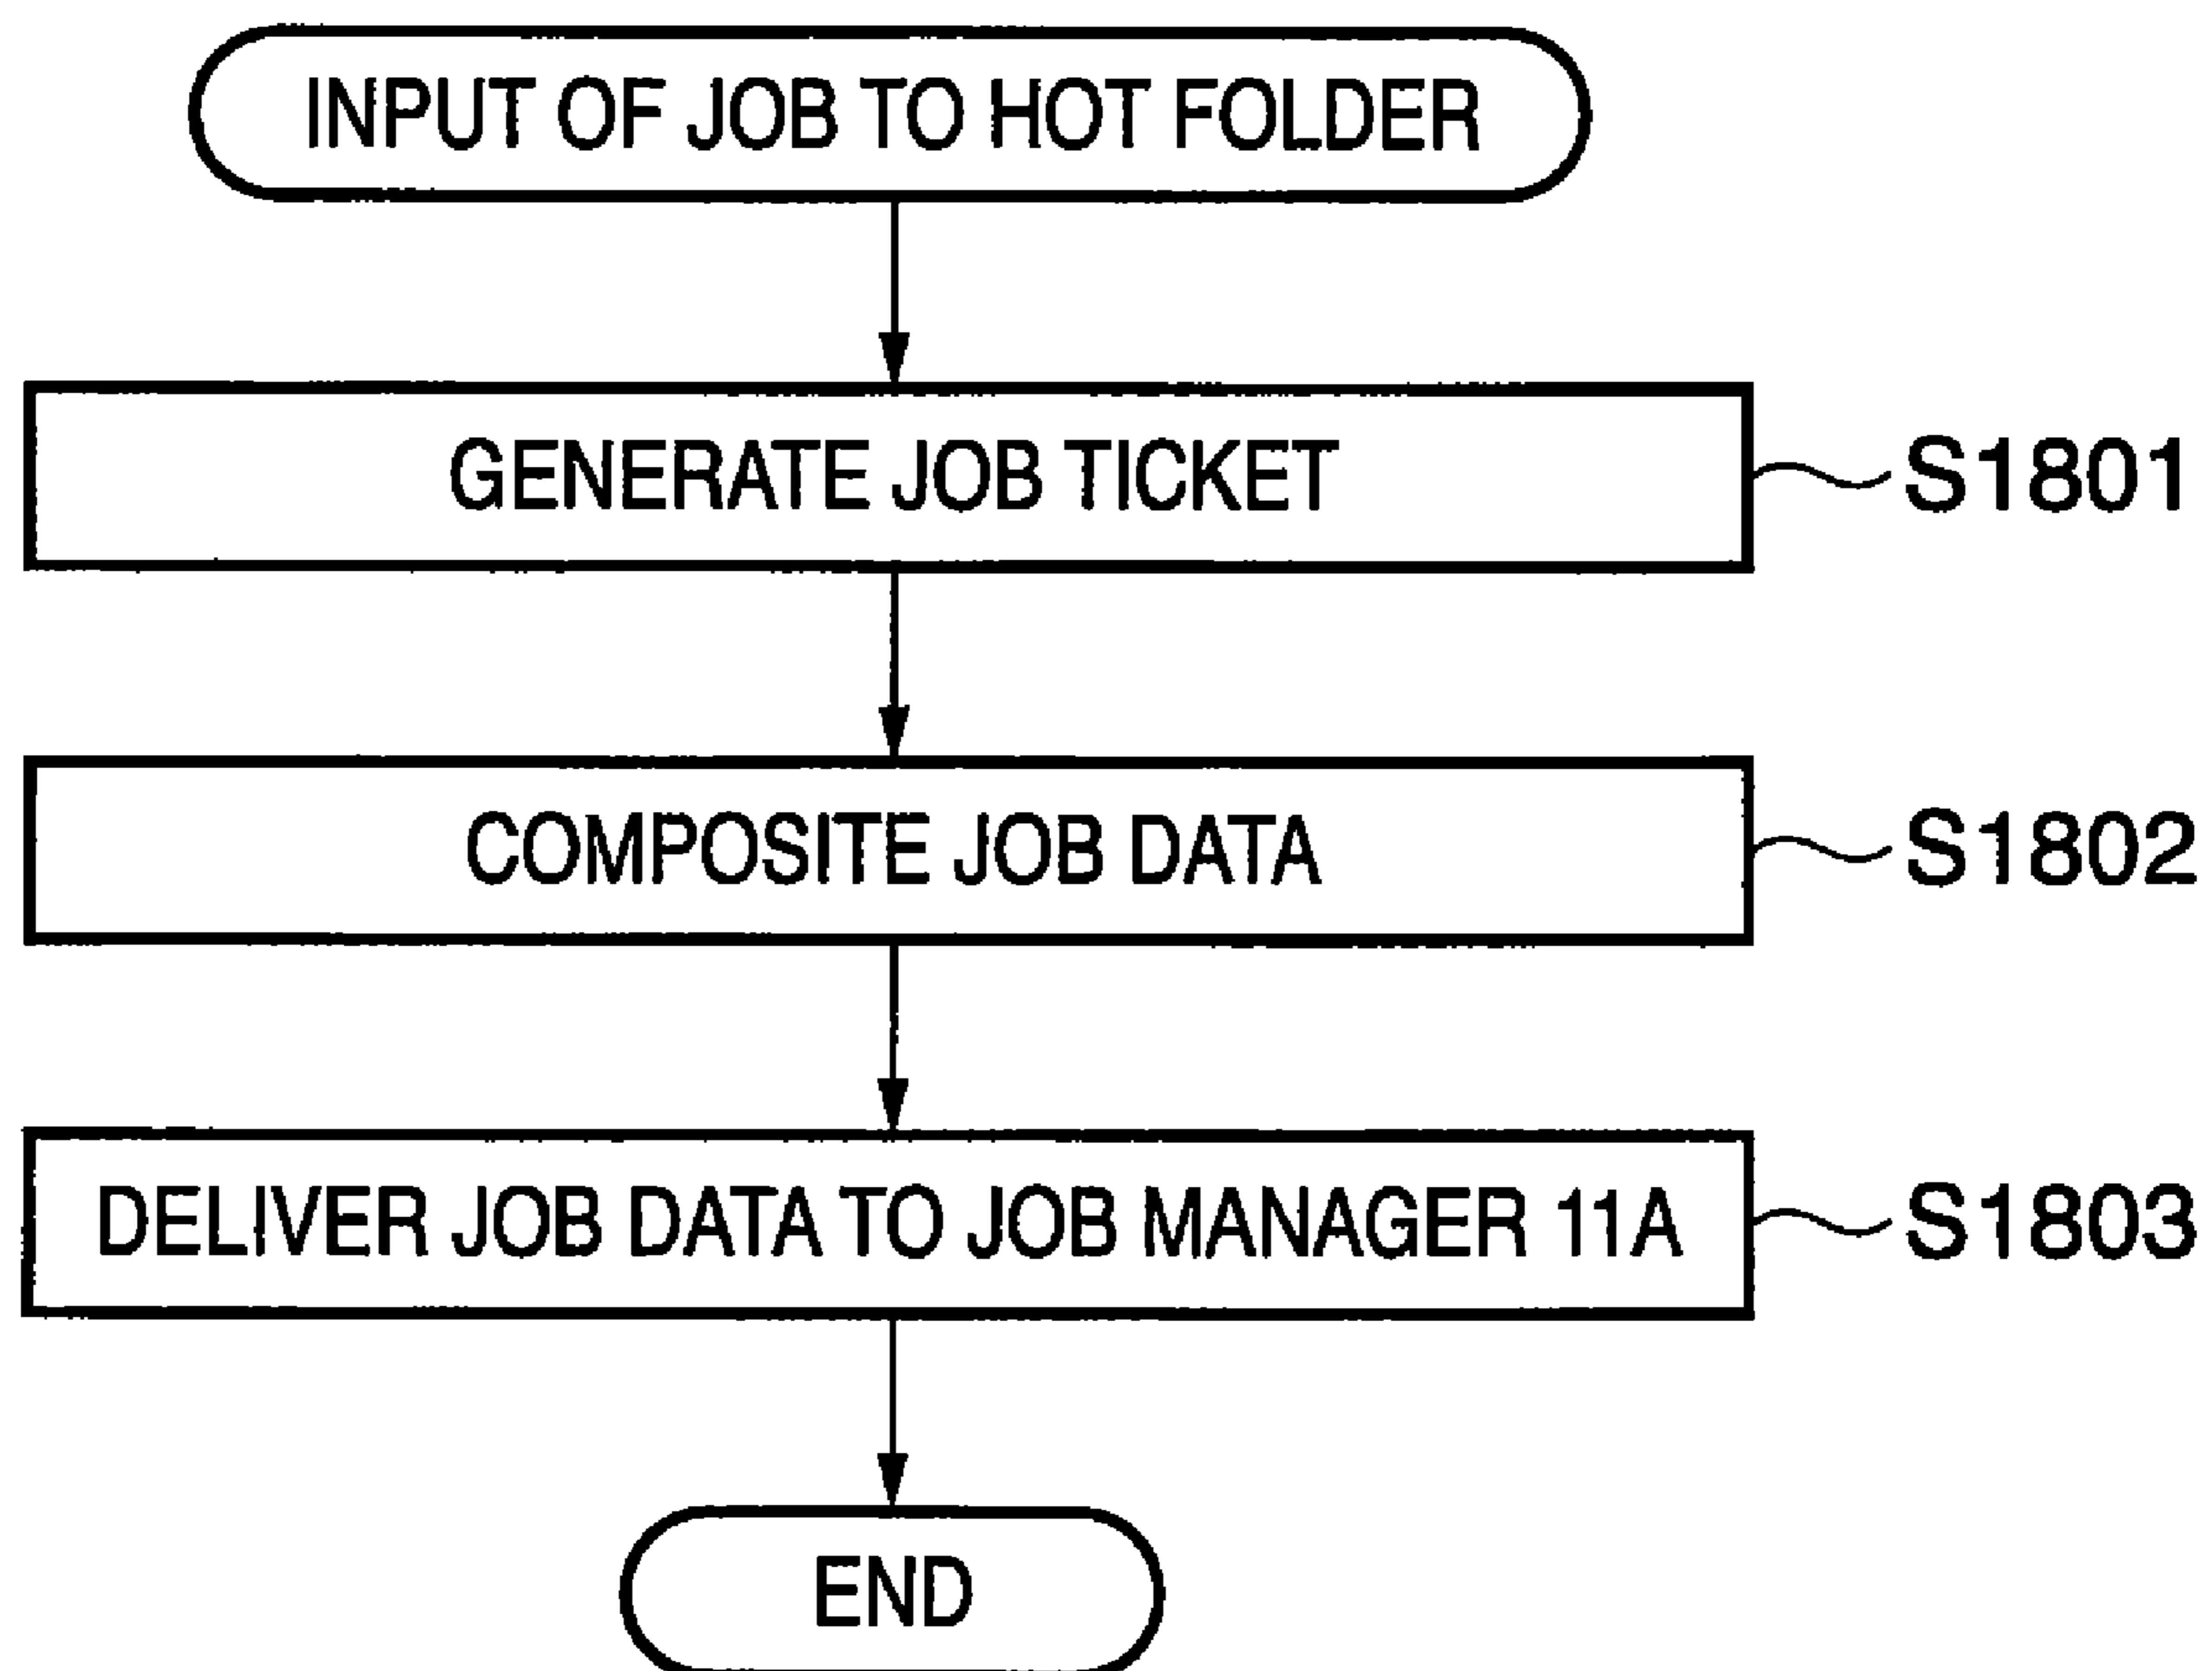 INPUT OF JOB TO HOT FOLDER
GENERATE JOB TICKET
S1801
COMPOSITE JOB DATA
S1802
DELIVER JOB DATA TO JOB MANAGER 11A
S1803
END